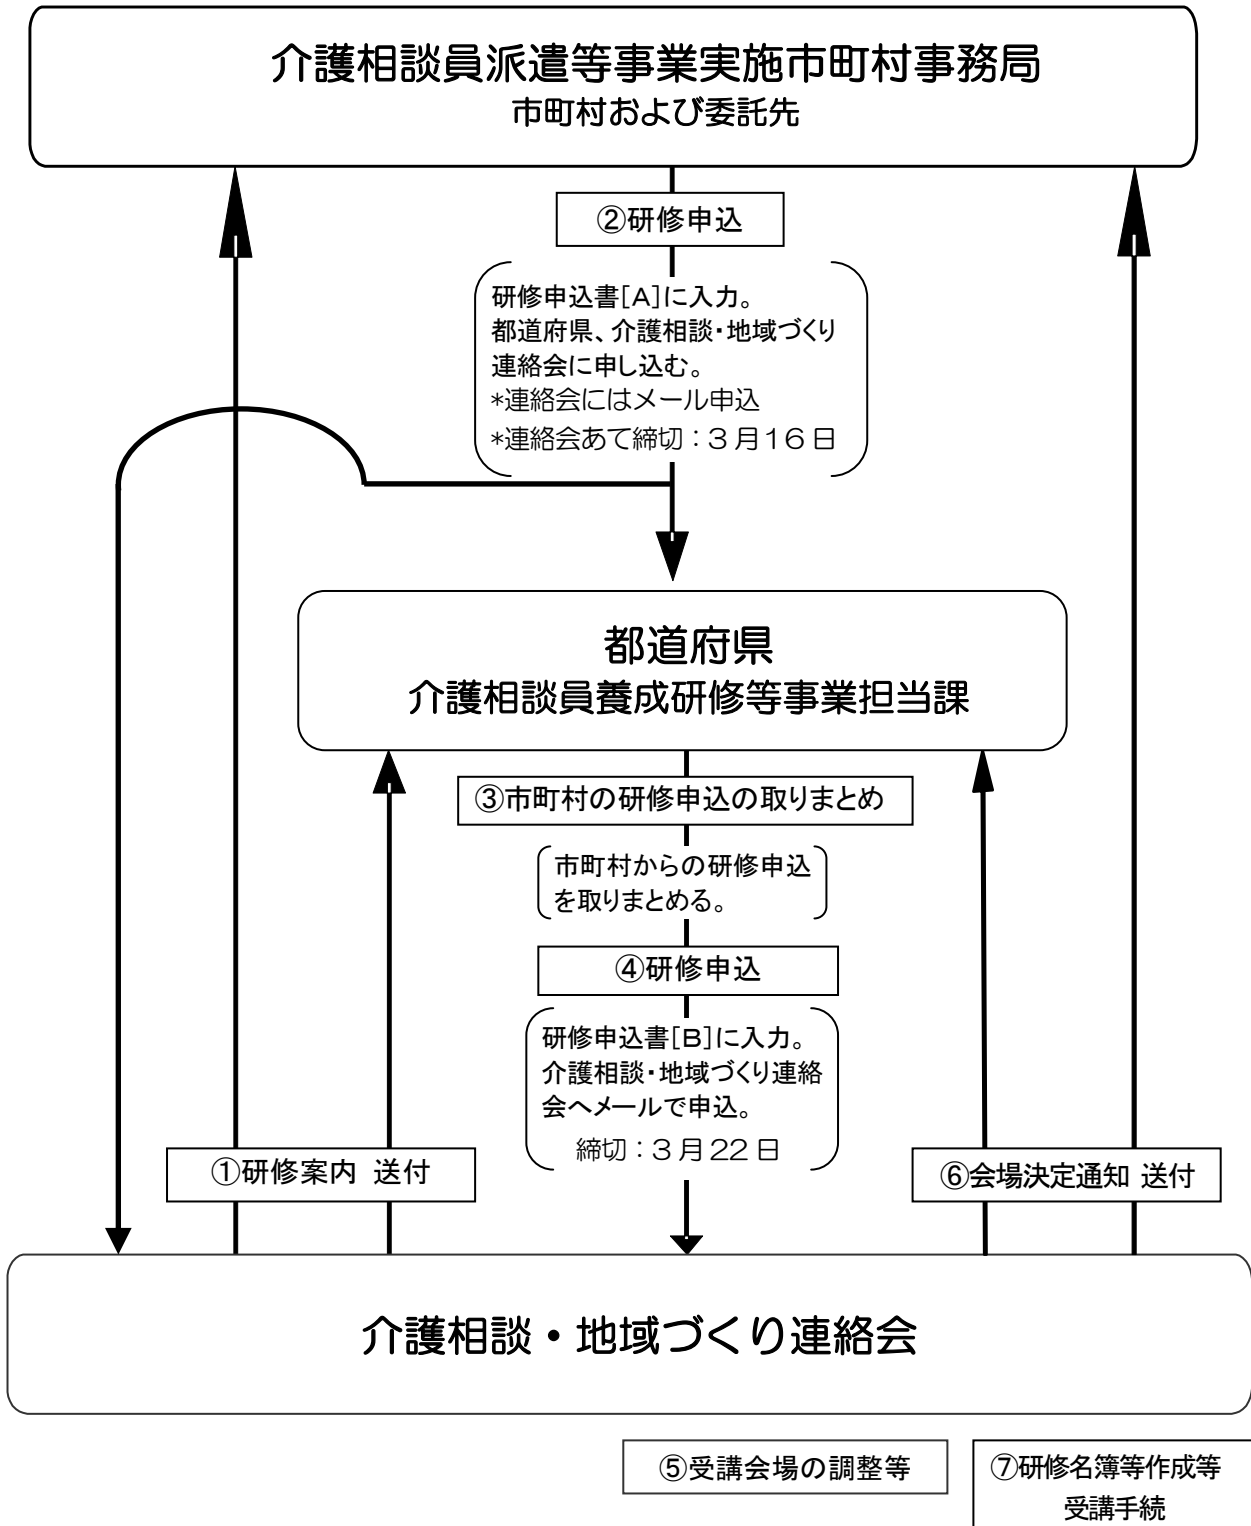 介護相談員派遣等事業実施市町村事務局
市町村および委託先
②研修申込
研修申込書[A]に入力。
都道府県、介護相談・地域づくり
連絡会に申し込む。
*連絡会にはメール申込
*連絡会あて締切：3月16日
都道府県
介護相談員養成研修等事業担当課
③市町村の研修申込の取りまとめ
市町村からの研修申込
を取りまとめる。
④研修申込
研修申込書[B]に入力。
介護相談・地域づくり連絡
会へメールで申込。
締切：3月22日
①研修案内 送付
⑥会場決定通知 送付
介護相談・地域づくり連絡会
⑤受講会場の調整等
⑦研修名簿等作成等
受講手続